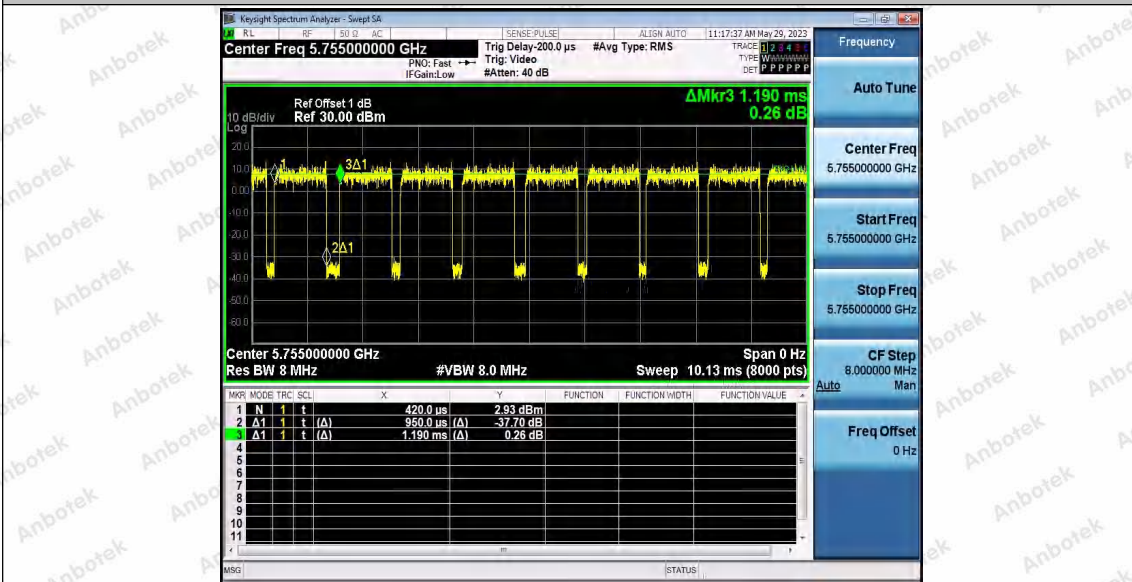 Keysight Spectrum Analyzer - Swept SA
RL RF 50 Ω AC SENSE:PULSE ALIGN AUTO 11:17:37 AM May 29, 2023
Center Freq 5.755000000 GHz
PNO: Fast
IFGain:Low
Trig Delay-200.0 µs
Trig: Video
#Atten: 40 dB
#Avg Type: RMS
TRACE 1 2 3 4 5 6
TYPE WWWWWW
DET P P P P P P
Frequency
Auto Tune
Center Freq
5.755000000 GHz
Start Freq
5.755000000 GHz
Stop Freq
5.755000000 GHz
CF Step
8.000000 MHz
Auto Man
Freq Offset
0 Hz
ΔMkr3 1.190 ms
0.26 dB
Ref Offset 1 dB
10 dB/div Ref 30.00 dBm
Log
20.0
10.0
0.00
-10.0
-20.0
-30.0
-40.0
-50.0
-60.0
1
3Δ1
2Δ1
Center 5.755000000 GHz Span 0 Hz
Res BW 8 MHz #VBW 8.0 MHz Sweep 10.13 ms (8000 pts)
MKR MODE TRC SCL X Y FUNCTION FUNCTION WIDTH FUNCTION VALUE
1 N 1 t 420.0 µs 2.93 dBm
2 Δ1 1 t (Δ) 950.0 µs (Δ) -37.70 dB
3 Δ1 1 t (Δ) 1.190 ms (Δ) 0.26 dB
4
5
6
7
8
9
10
11
MSG STATUS
Anbotek